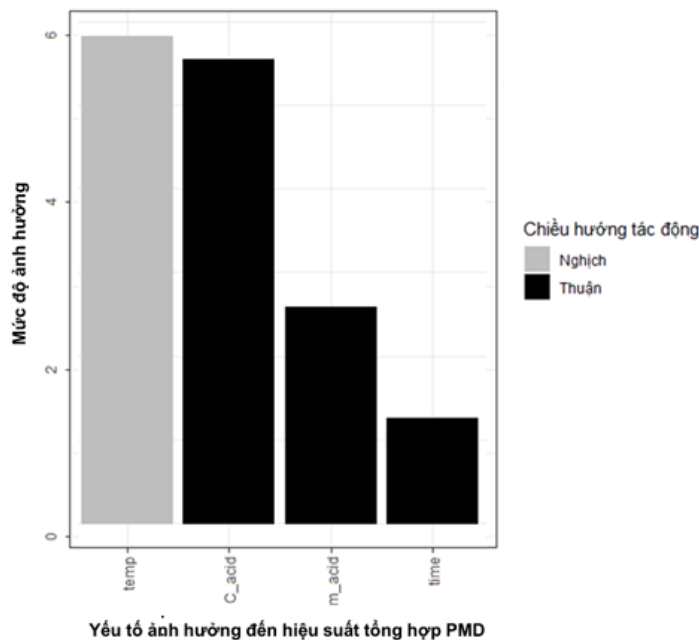 6
4
2
0
Mức độ ảnh hưởng
temp
C_acid
m_acid
time
Yếu tố ảnh hưởng đến hiệu suất tổng hợp PMD
Chiều hướng tác động
Nghịch
Thuận